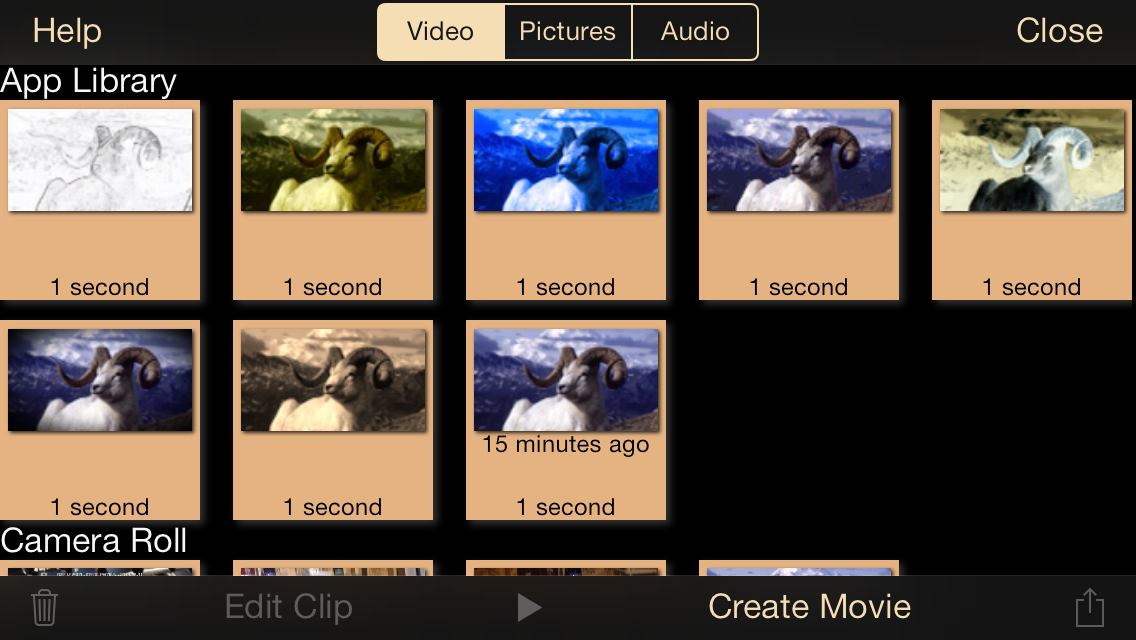 Help
Video
Pictures
Audio
Close
App Library
1 second
1 second
1 second
1 second
1 second
15 minutes ago
1 second
1 second
1 second
Camera Roll
Edit Clip
Create Movie